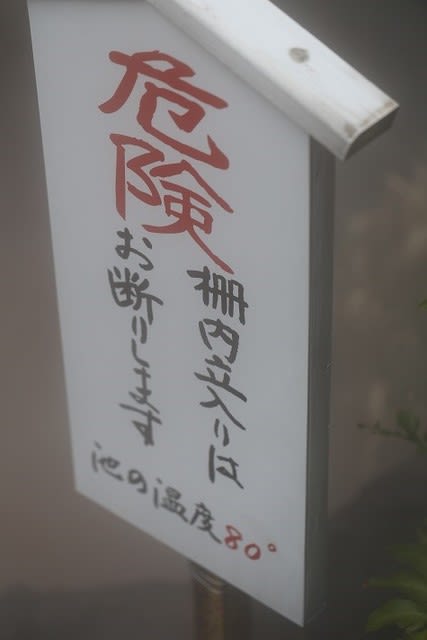 危険
柵内立入りは
お断りします
池の温度80°